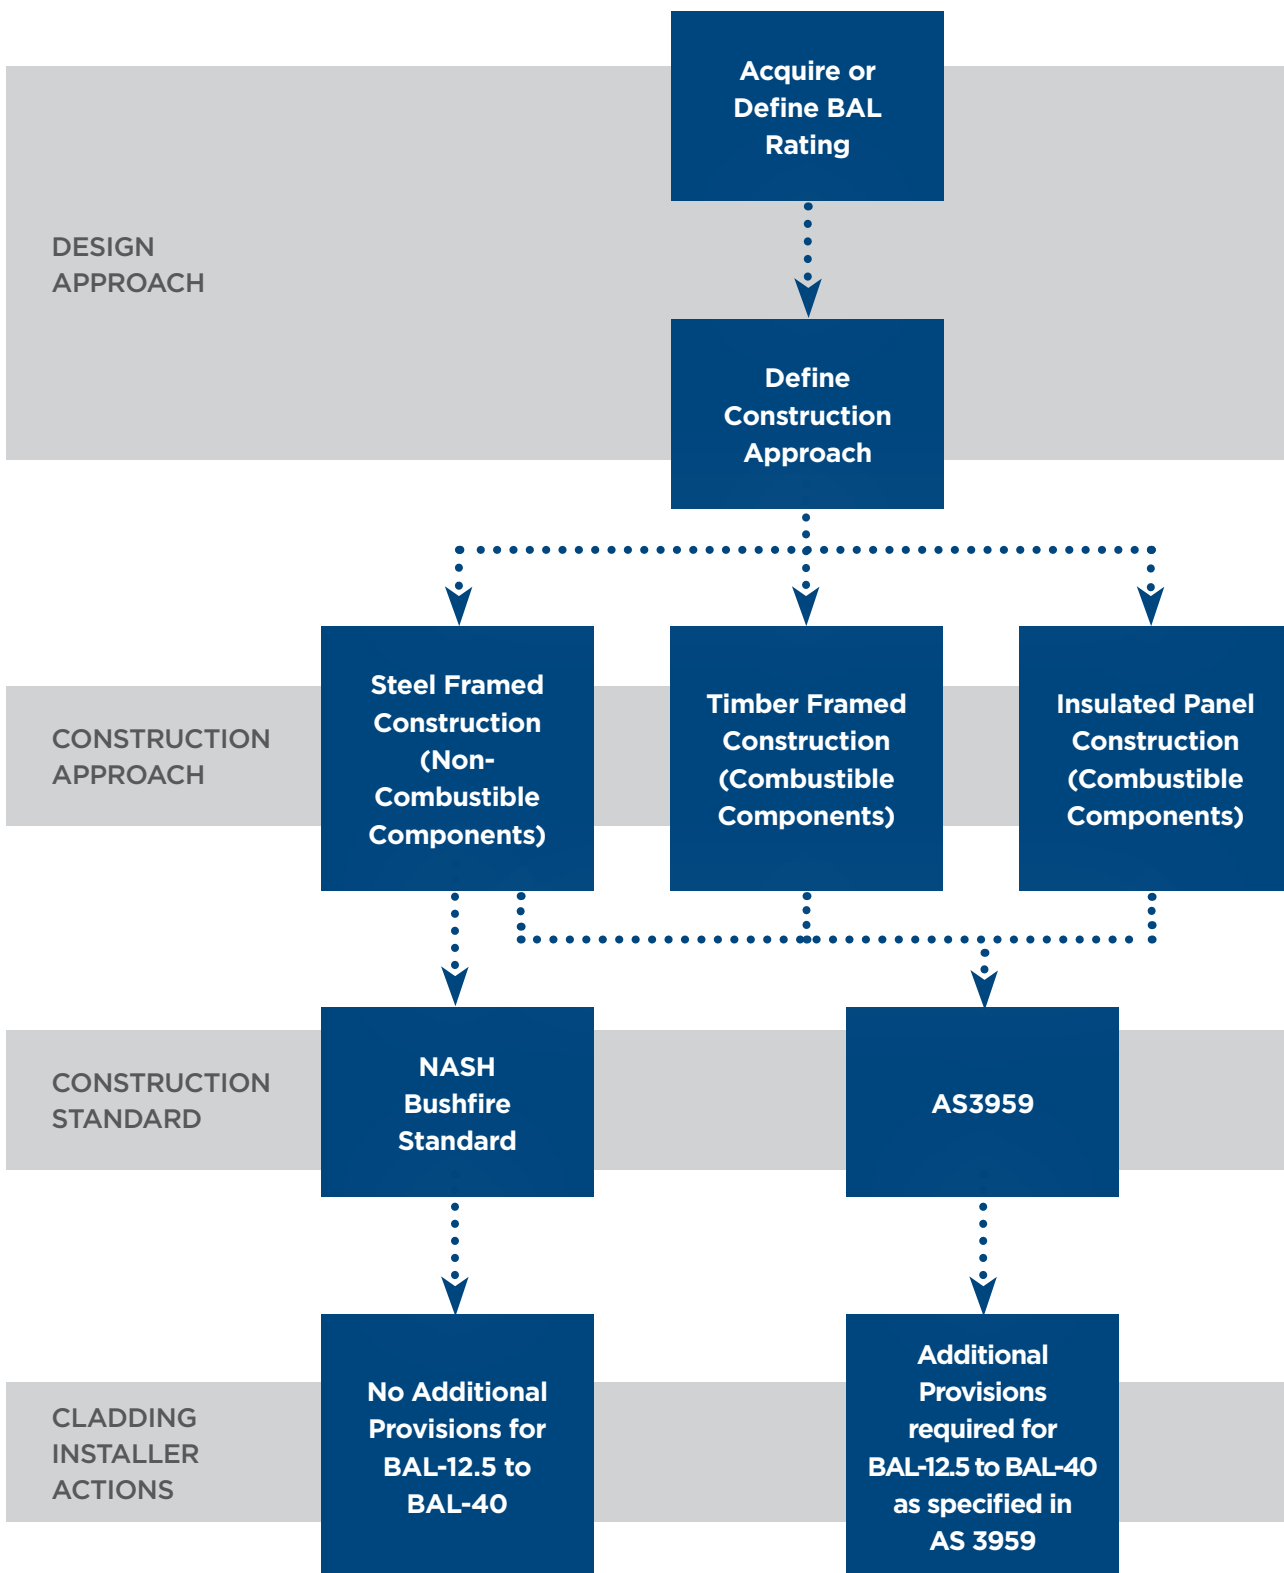 Acquire or
Define BAL
Rating
DESIGN
APPROACH
Define
Construction
Approach
CONSTRUCTION
APPROACH
Steel Framed
Construction
(Non-
Combustible
Components)
Timber Framed
Construction
(Combustible
Components)
Insulated Panel
Construction
(Combustible
Components)
CONSTRUCTION
STANDARD
NASH
Bushfire
Standard
AS3959
CLADDING
INSTALLER
ACTIONS
No Additional
Provisions for
BAL-12.5 to
BAL-40
Additional
Provisions
required for
BAL-12.5 to BAL-40
as specified in
AS 3959